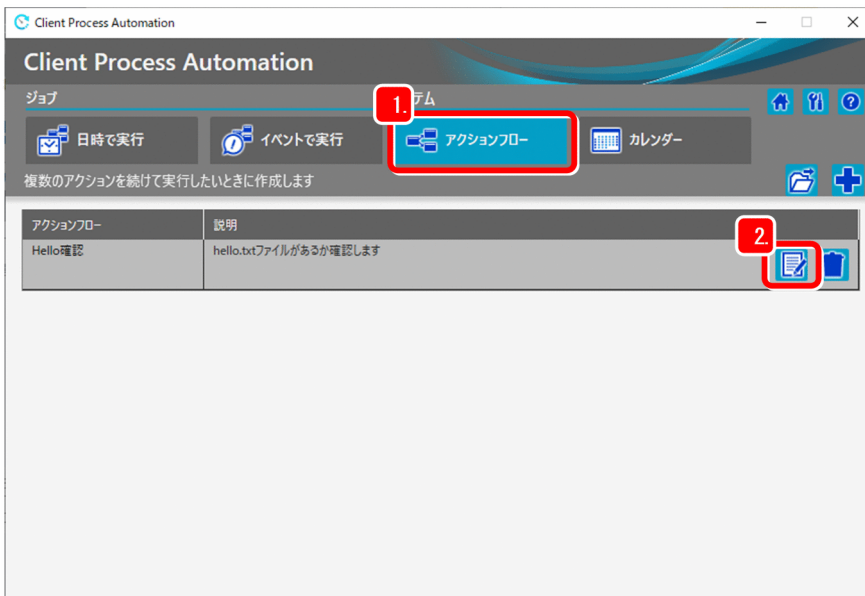 Client Process Automation
Client Process Automation
ジョブ
1.
テム
日時で実行
イベントで実行
アクションフロー
カレンダー
複数のアクションを続けて実行したいときに作成します
アクションフロー
説明
2.
Hello確認
hello.txtファイルがあるか確認します